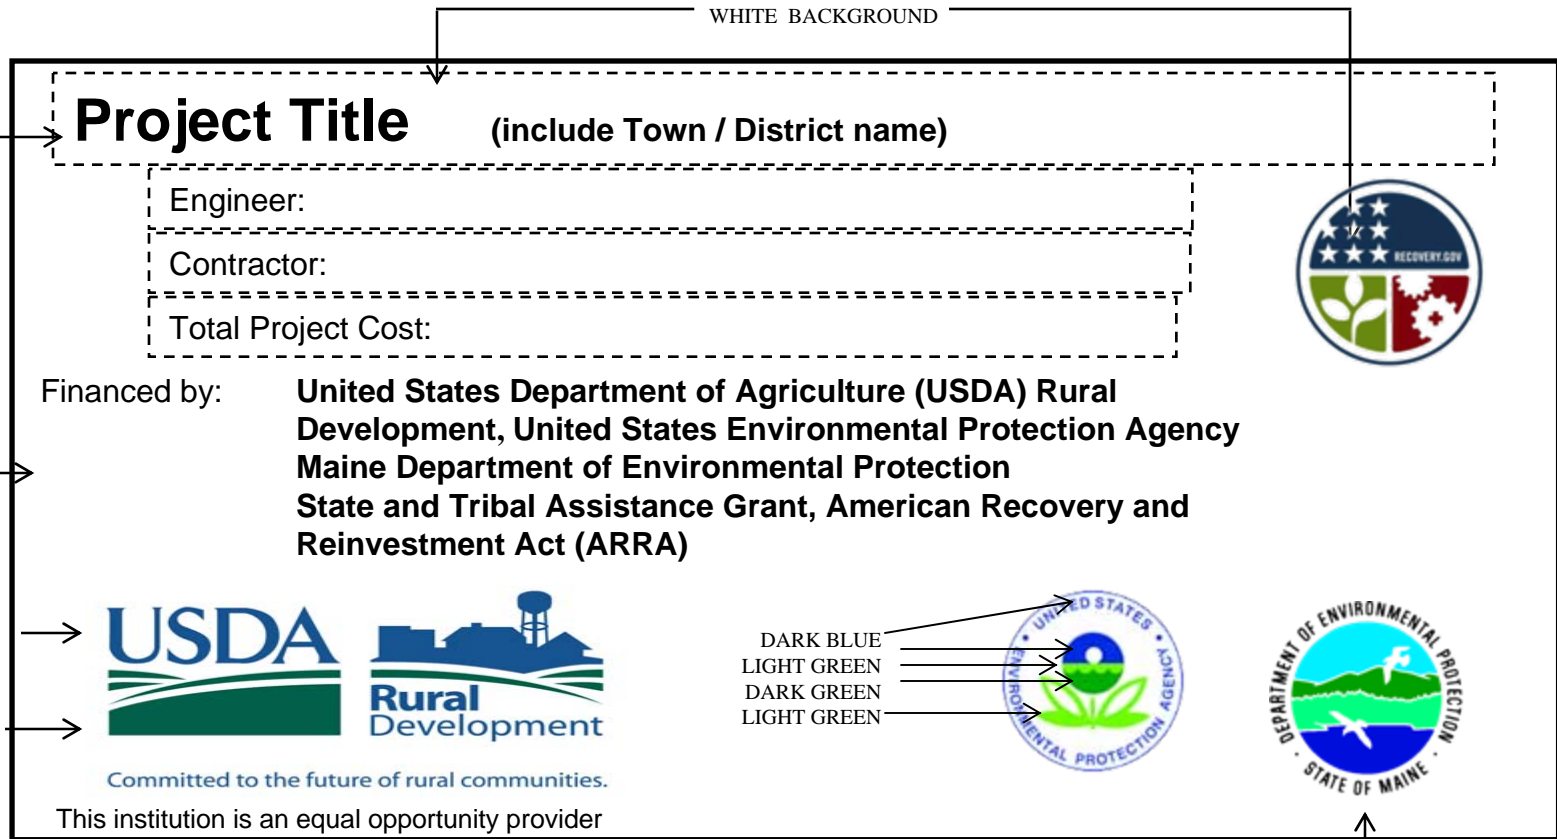 WHITE BACKGROUND
Project Title (include Town / District name)
Engineer:
Contractor:
Total Project Cost:
RECOVERY.GOV
Financed by: United States Department of Agriculture (USDA) Rural
Development, United States Environmental Protection Agency
Maine Department of Environmental Protection
State and Tribal Assistance Grant, American Recovery and
Reinvestment Act (ARRA)
USDA
Rural
Development
Committed to the future of rural communities.
This institution is an equal opportunity provider
DARK BLUE
LIGHT GREEN
DARK GREEN
LIGHT GREEN
UNITED STATES • ENVIRONMENTAL PROTECTION AGENCY •
DEPARTMENT OF ENVIRONMENTAL PROTECTION
· STATE OF MAINE ·